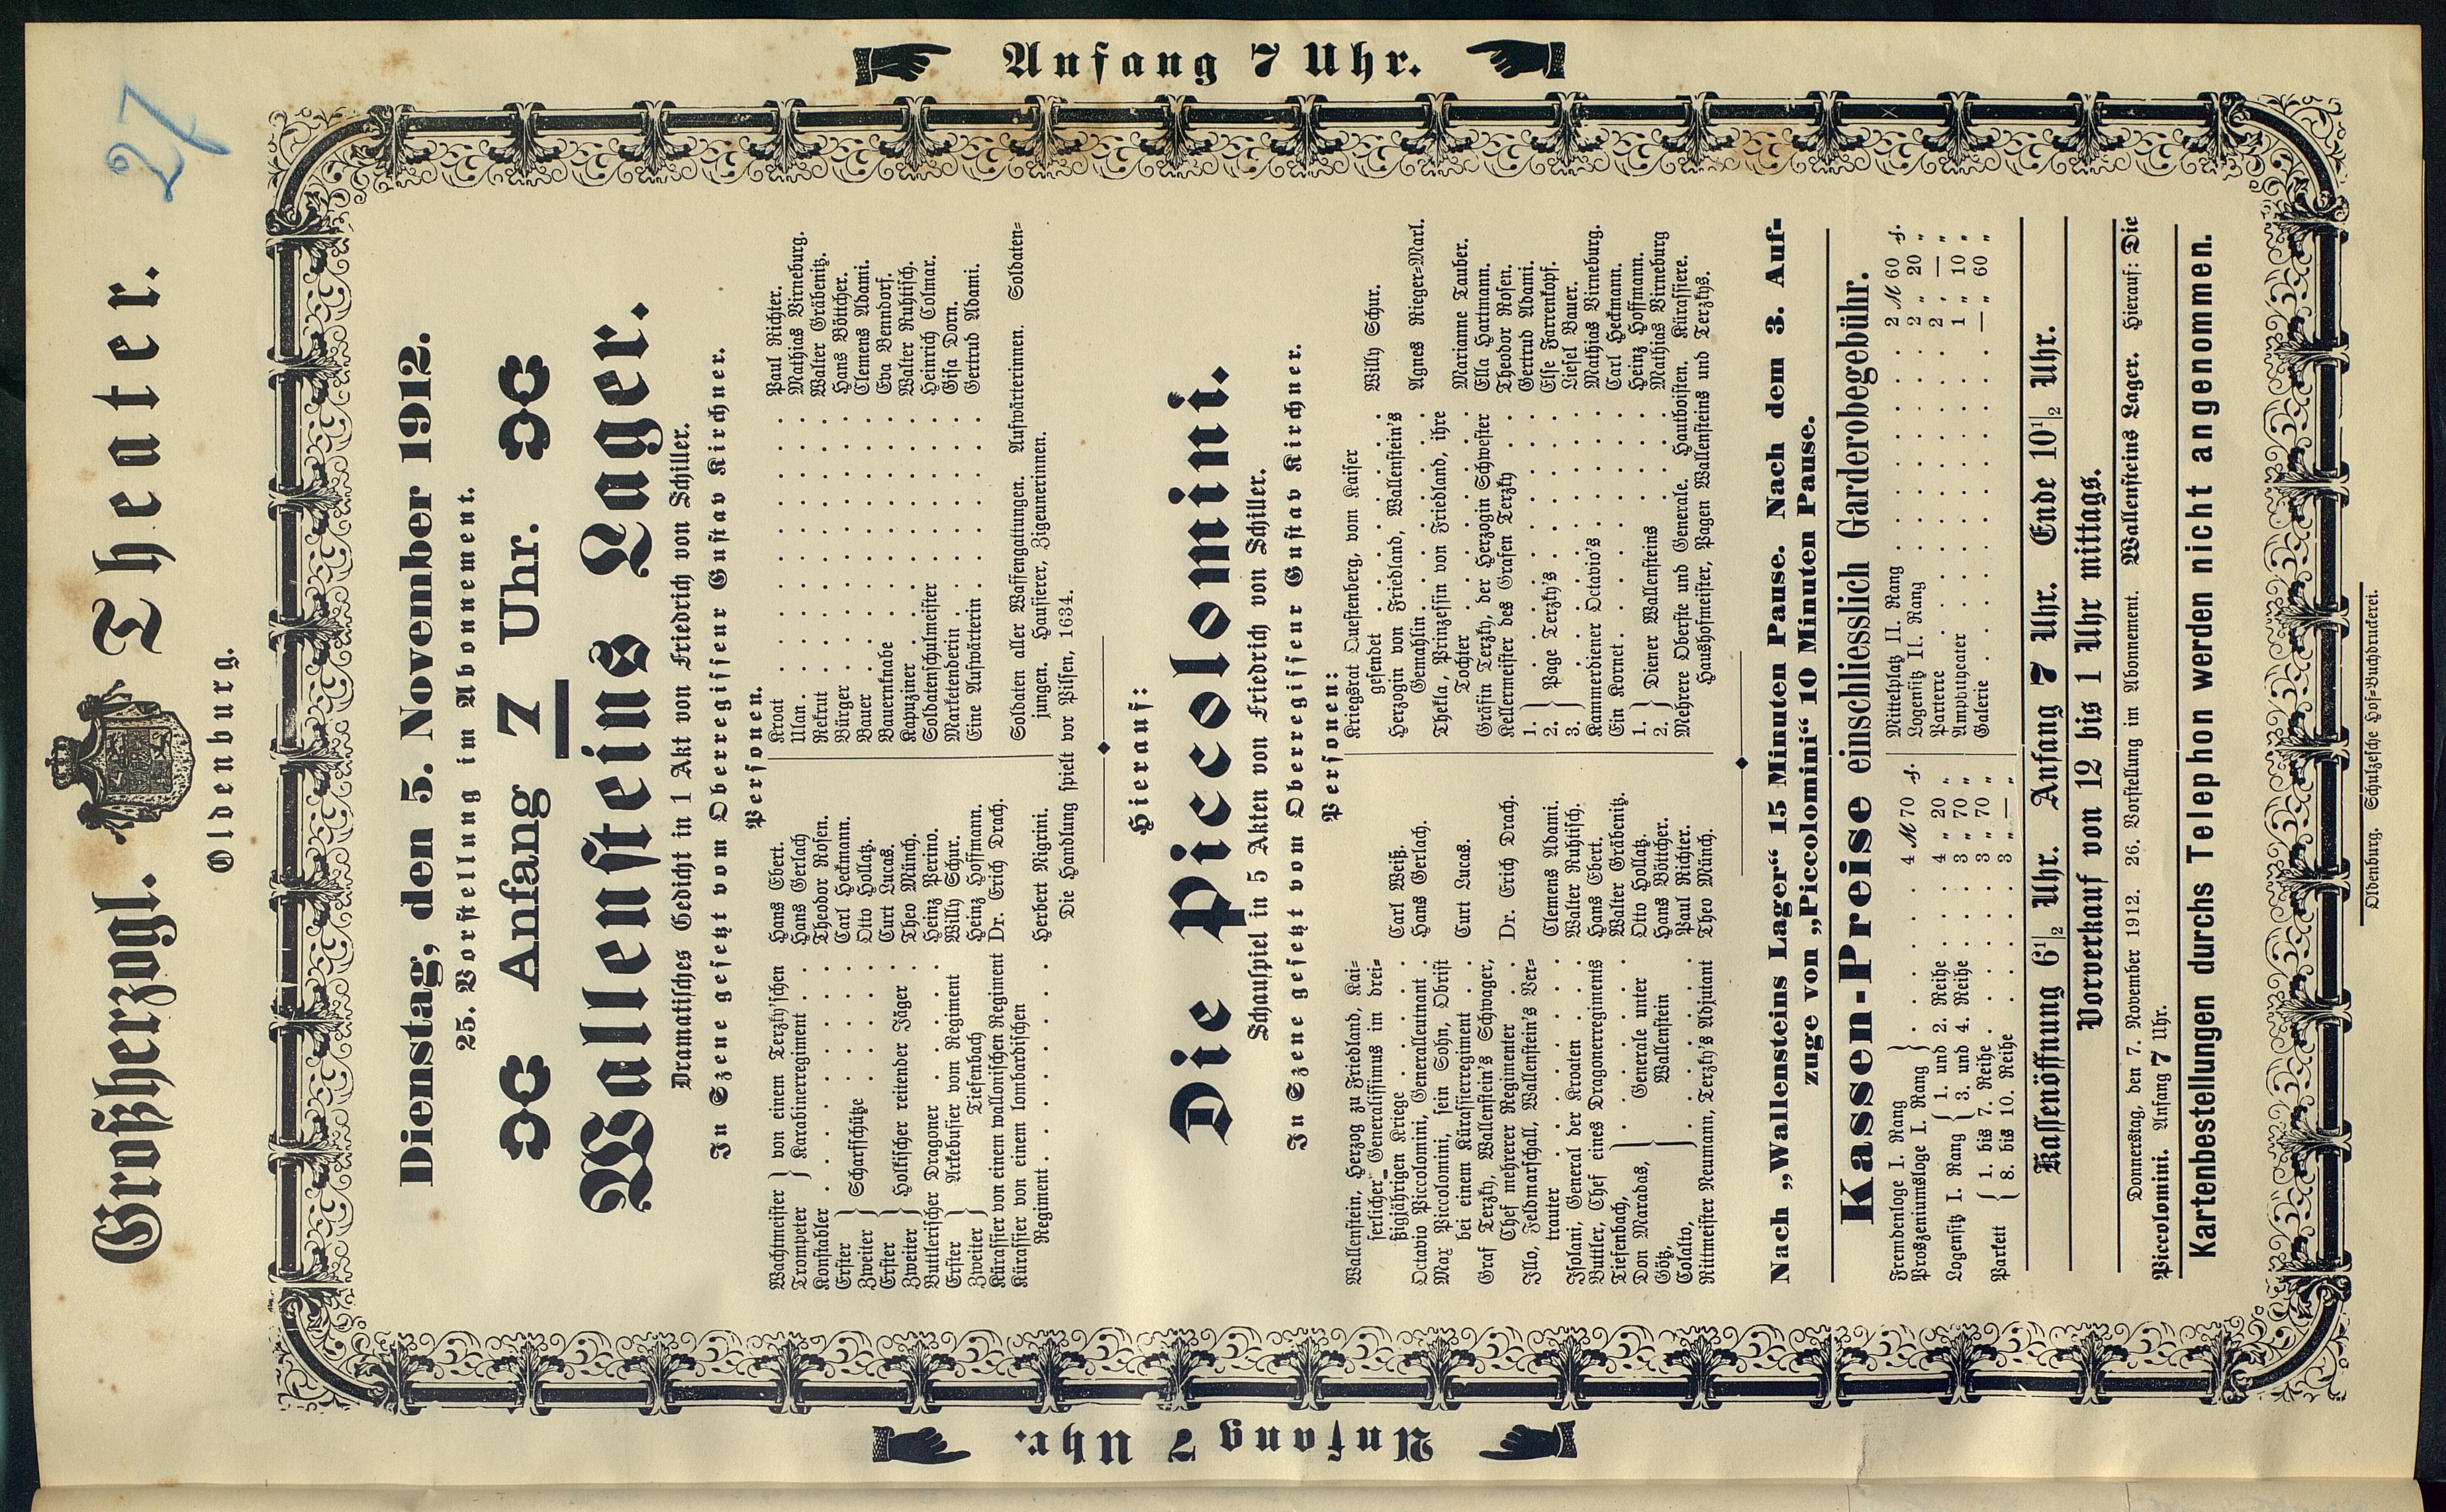 27
Großherzogl. Theater.
Oldenburg.
Anfang 7 Uhr.
Anfang 7 Uhr.
Dienstag, den 5. November 1912.
25. Vorstellung im Abonnement.
Anfang 7 Uhr.
Wallensteins Lager.
Dramatisches Gedicht in 1 Akt von Friedrich von Schiller.
In Szene gesetzt vom Oberregisseur Gustav Kirchner.
Personen.
Wachtmeister } von einem Terzky'schen Hans Ebert.
Trompeter } Karabinerregiment . . Hans Gerlach
Konstabler . . . . . . . Theodor Rosen.
Erster } Scharfschütze . . . . Carl Heckmann.
Zweiter } . . . . Otto Hollatz.
Erster } Holkischer reitender Jäger . Curt Lucas.
Zweiter } . Theo Münch.
Buttlerischer Dragoner . . . . . Heinz Perino.
Erster } Arkebusier vom Regiment Willy Schur.
Zweiter } Tiefenbach . . . . Heinz Hoffmann.
Kürassier von einem wallonischen Regiment Dr. Erich Drach.
Kürassier von einem lombardischen
Regiment . . . . . . . Herbert Nigrini.
Kroat . . . . . . . . . Paul Richter.
Ulan . . . . . . . . . Mathias Virneburg.
Rekrut . . . . . . . . Walter Gräbenitz.
Bürger . . . . . . . . Hans Böttcher.
Bauer . . . . . . . . Clemens Adami.
Bauernknabe . . . . . . . Eva Benndorf.
Kapuziner . . . . . . . Walter Ruhtisch.
Soldatenschulmeister . . . . . Heinrich Colmar.
Marketenderin . . . . . . . Gisa Dorn.
Eine Aufwärterin . . . . . . Gertrud Adami.
Soldaten aller Waffengattungen. Aufwärterinnen. Soldaten-
jungen. Hausierer, Zigeunerinnen.
Die Handlung spielt vor Pilsen, 1634.
Hierauf:
Die Piccolomini.
Schauspiel in 5 Akten von Friedrich von Schiller.
In Szene gesetzt vom Oberregisseur Gustav Kirchner.
Personen:
Wallenstein, Herzog zu Friedland, Kai-
serlicher Generalissimus im drei-
ßigjährigen Kriege . . . . . Carl Weiß.
Octavio Piccolomini, Generalleutnant . Hans Gerlach.
Max Piccolomini, sein Sohn, Obrist
bei einem Kürassierregiment . . . Curt Lucas.
Graf Terzky, Wallenstein's Schwager,
Chef mehrerer Regimenter . . . Dr. Erich Drach.
Illo, Feldmarschall, Wallenstein's Ver-
trauter . . . . . . . . Clemens Adami.
Isolani, General der Kroaten . . . Walter Ruhtisch.
Buttler, Chef eines Dragonerregiments Hans Ebert.
Tiefenbach, } . . . . . Walter Gräbenitz.
Don Maradas, } Generale unter . Otto Hollatz.
Götz, } Wallenstein . Hans Böttcher.
Colalto, } . . . . . Paul Richter.
Rittmeister Neumann, Terzky's Adjutant Theo Münch.
Kriegsrat Questenberg, vom Kaiser
gesendet . . . . . . . Willy Schur.
Herzogin von Friedland, Wallenstein's
Gemahlin . . . . . . . Agnes Rieger-Marl.
Thekla, Prinzessin von Friedland, ihre
Tochter . . . . . . . . Marianne Tauber.
Gräfin Terzky, der Herzogin Schwester Ella Hartmann.
Kellermeister des Grafen Terzky . . Theodor Rosen.
1. } . . . . . . . Gertrud Adami.
2. } Page Terzky's . . . . . Else Farrenkopf.
3. } . . . . . . . Liesel Bauer.
Kammerdiener Octavio's . . . . . Mathias Virneburg.
Ein Kornet . . . . . . . . Carl Heckmann.
1. } Diener Wallensteins . . . Heinz Hoffmann.
2. } . . . Mathias Virneburg
Mehrere Oberste und Generale. Hautboisten. Kürassiere.
Haushofmeister, Pagen Wallensteins und Terzkys.
Nach „Wallensteins Lager“ 15 Minuten Pause. Nach dem 3. Auf-
zuge von „Piccolomini“ 10 Minuten Pause.
Kassen-Preise einschliesslich Garderobegebühr.
Fremdenloge I. Rang } . . . . . 4 M 70 ₰.
Proszeniumsloge I. Rang }
Logensitz I. Rang { 1. und 2. Reihe . . . 4 „ 20 „
{ 3. und 4. Reihe . . . 3 „ 70 „
Parkett { 1. bis 7. Reihe . . . . 3 „ 70 „
{ 8. bis 10. Reihe . . . . 3 „ — „
Mittelplatz II. Rang . . . . . . . 2 M 60 ₰.
Logensitz II. Rang . . . . . . . 2 „ 20 „
Parterre . . . . . . . . . 2 „ — „
Amphitheater . . . . . . . . 1 „ 10 „
Galerie . . . . . . . . . — „ 60 „
Kassenöffnung 6½ Uhr. Anfang 7 Uhr. Ende 10½ Uhr.
Vorverkauf von 12 bis 1 Uhr mittags.
Donnerstag, den 7. November 1912. 26. Vorstellung im Abonnement. Wallensteins Lager. Hierauf: Die
Piccolomini. Anfang 7 Uhr.
Kartenbestellungen durchs Telephon werden nicht angenommen.
Oldenburg. Schulzesche Hof-Buchdruckerei.